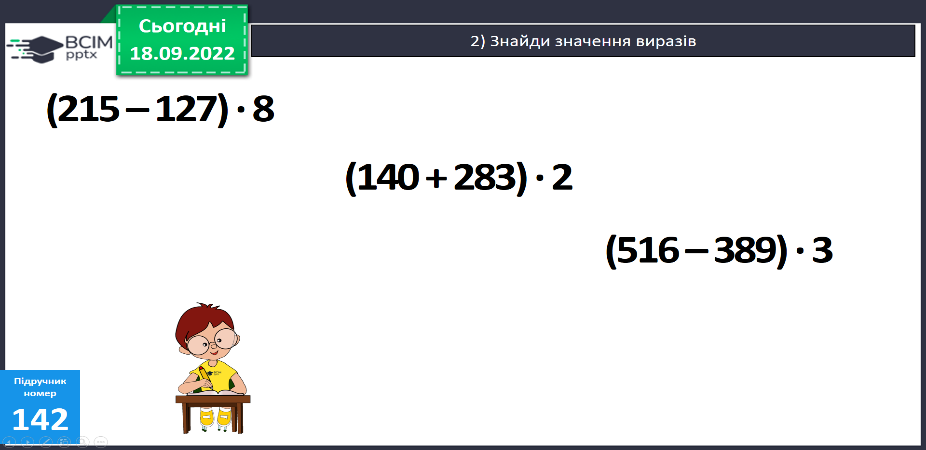 Сьогодні
18.09.2022
BCIM
pptx
2) Знайди значення виразів
(215 – 127) · 8
(140 + 283) · 2
(516 – 389) · 3
Підручник
номер
142